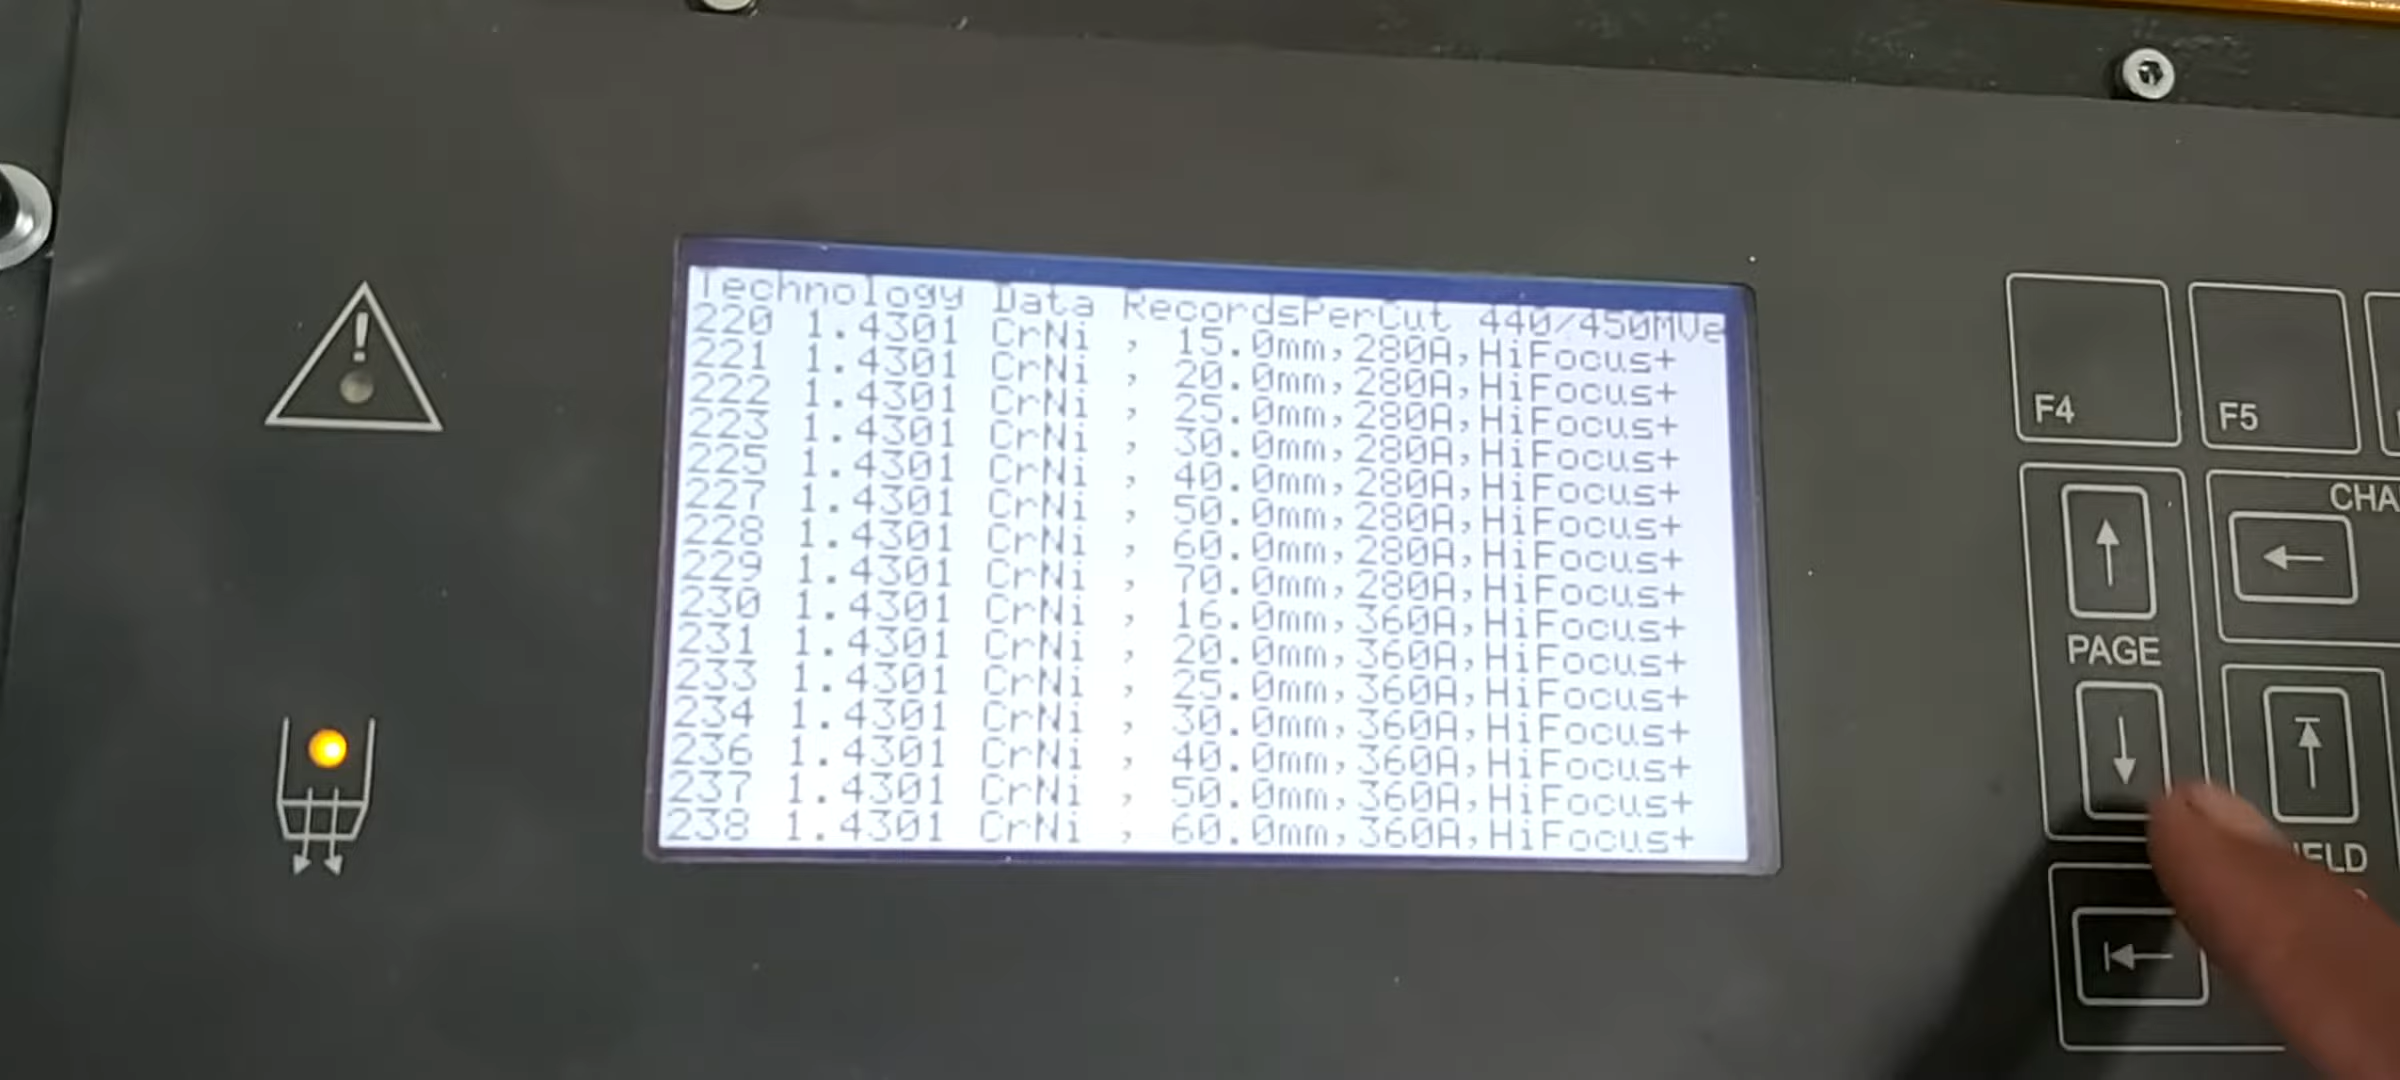 Technology Data RecordsPerCut 440/450MVe
220 1.4301 CrNi , 15.0mm,280A,HiFocus+
221 1.4301 CrNi , 20.0mm,280A,HiFocus+
222 1.4301 CrNi , 25.0mm,280A,HiFocus+
223 1.4301 CrNi , 30.0mm,280A,HiFocus+
225 1.4301 CrNi , 40.0mm,280A,HiFocus+
227 1.4301 CrNi , 50.0mm,280A,HiFocus+
228 1.4301 CrNi , 60.0mm,280A,HiFocus+
229 1.4301 CrNi , 70.0mm,280A,HiFocus+
230 1.4301 CrNi , 16.0mm,360A,HiFocus+
231 1.4301 CrNi , 20.0mm,360A,HiFocus+
233 1.4301 CrNi , 25.0mm,360A,HiFocus+
234 1.4301 CrNi , 30.0mm,360A,HiFocus+
236 1.4301 CrNi , 40.0mm,360A,HiFocus+
237 1.4301 CrNi , 50.0mm,360A,HiFocus+
238 1.4301 CrNi , 60.0mm,360A,HiFocus+
F4
F5
CHA
PAGE
ELD